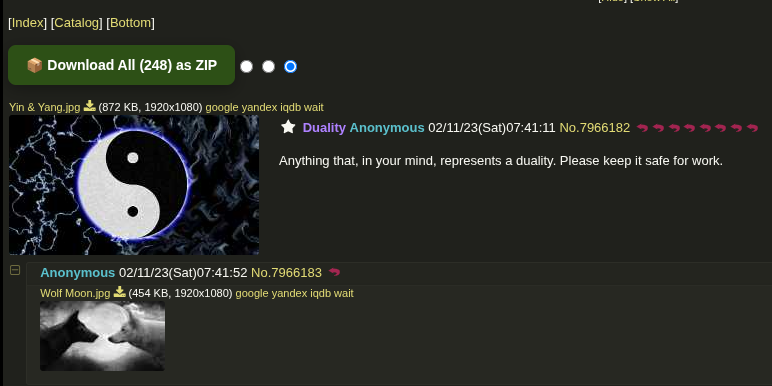 [Hide] [Show All]
[Index] [Catalog] [Bottom]
Download All (248) as ZIP
Yin & Yang.jpg (872 KB, 1920x1080) google yandex iqdb wait
Duality Anonymous 02/11/23(Sat)07:41:11 No.7966182
Anything that, in your mind, represents a duality. Please keep it safe for work.
Anonymous 02/11/23(Sat)07:41:52 No.7966183
Wolf Moon.jpg (454 KB, 1920x1080) google yandex iqdb wait